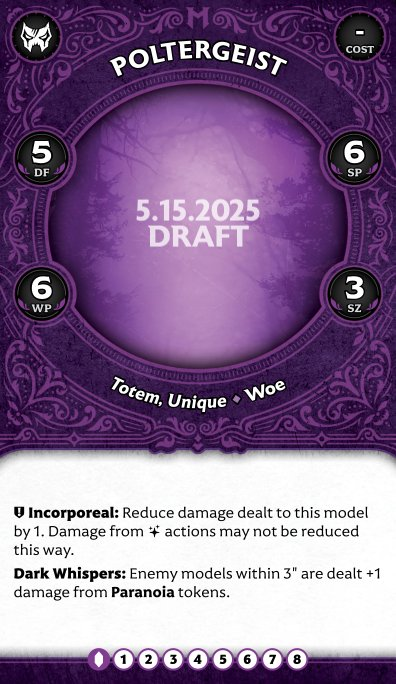 POLTERGEIST
-
COST
5
DF
6
SP
5.15.2025
DRAFT
6
WP
3
SZ
Totem, Unique ♦ Woe
Incorporeal: Reduce damage dealt to this model
by 1. Damage from actions may not be reduced
this way.
Dark Whispers: Enemy models within 3" are dealt +1
damage from Paranoia tokens.
1 2 3 4 5 6 7 8